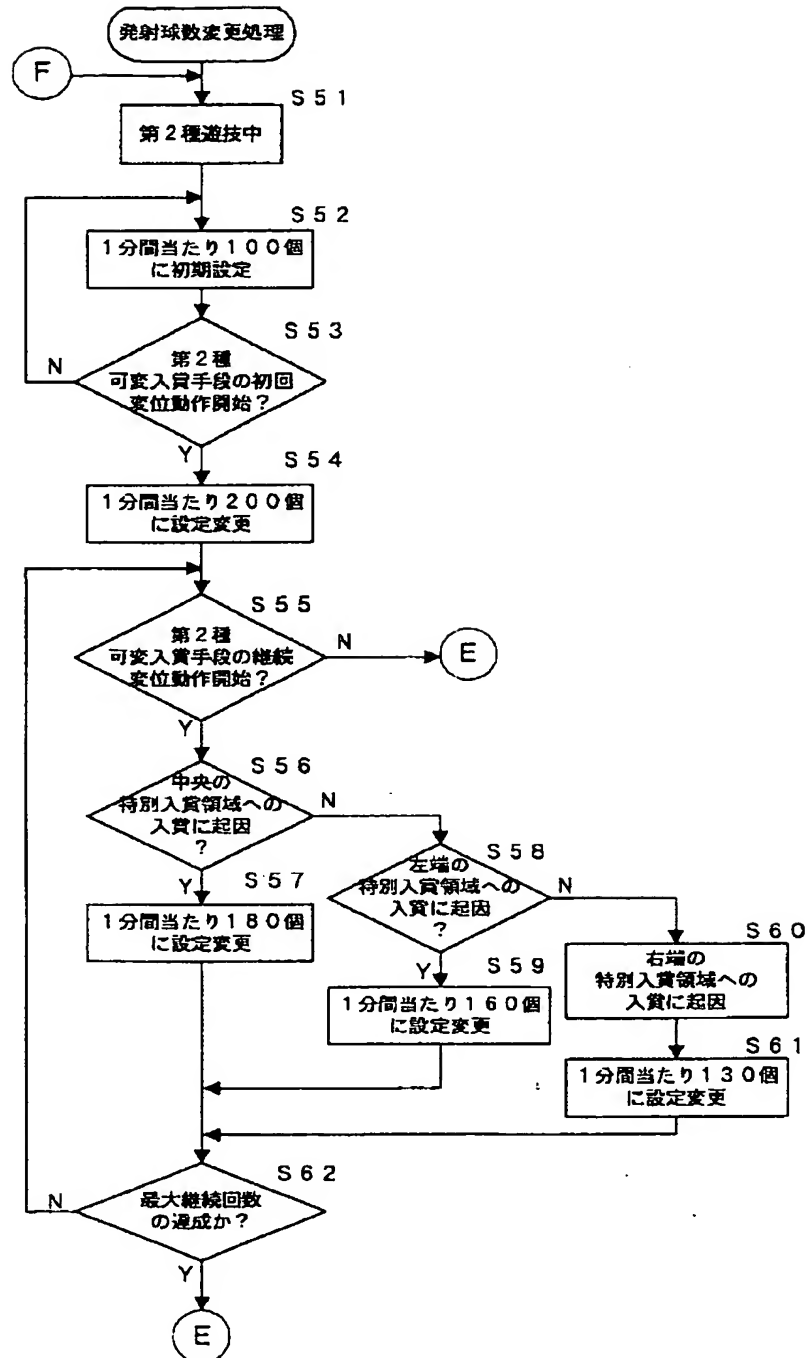 発射球数変更処理
F
S51
第2種遊技中
S52
1分間当たり100個
に初期設定
S53
第2種
可変入賞手段の初回
変位動作開始?
N
Y
S54
1分間当たり200個
に設定変更
S55
第2種
可変入賞手段の継続
変位動作開始?
N
E
Y
S56
中央の
特別入賞領域への
入賞に起因
?
N
Y
S57
1分間当たり180個
に設定変更
S58
左端の
特別入賞領域への
入賞に起因
?
N
Y
S59
1分間当たり160個
に設定変更
S60
右端の
特別入賞領域への
入賞に起因
S61
1分間当たり130個
に設定変更
S62
最大継続回数
の達成か?
N
Y
E